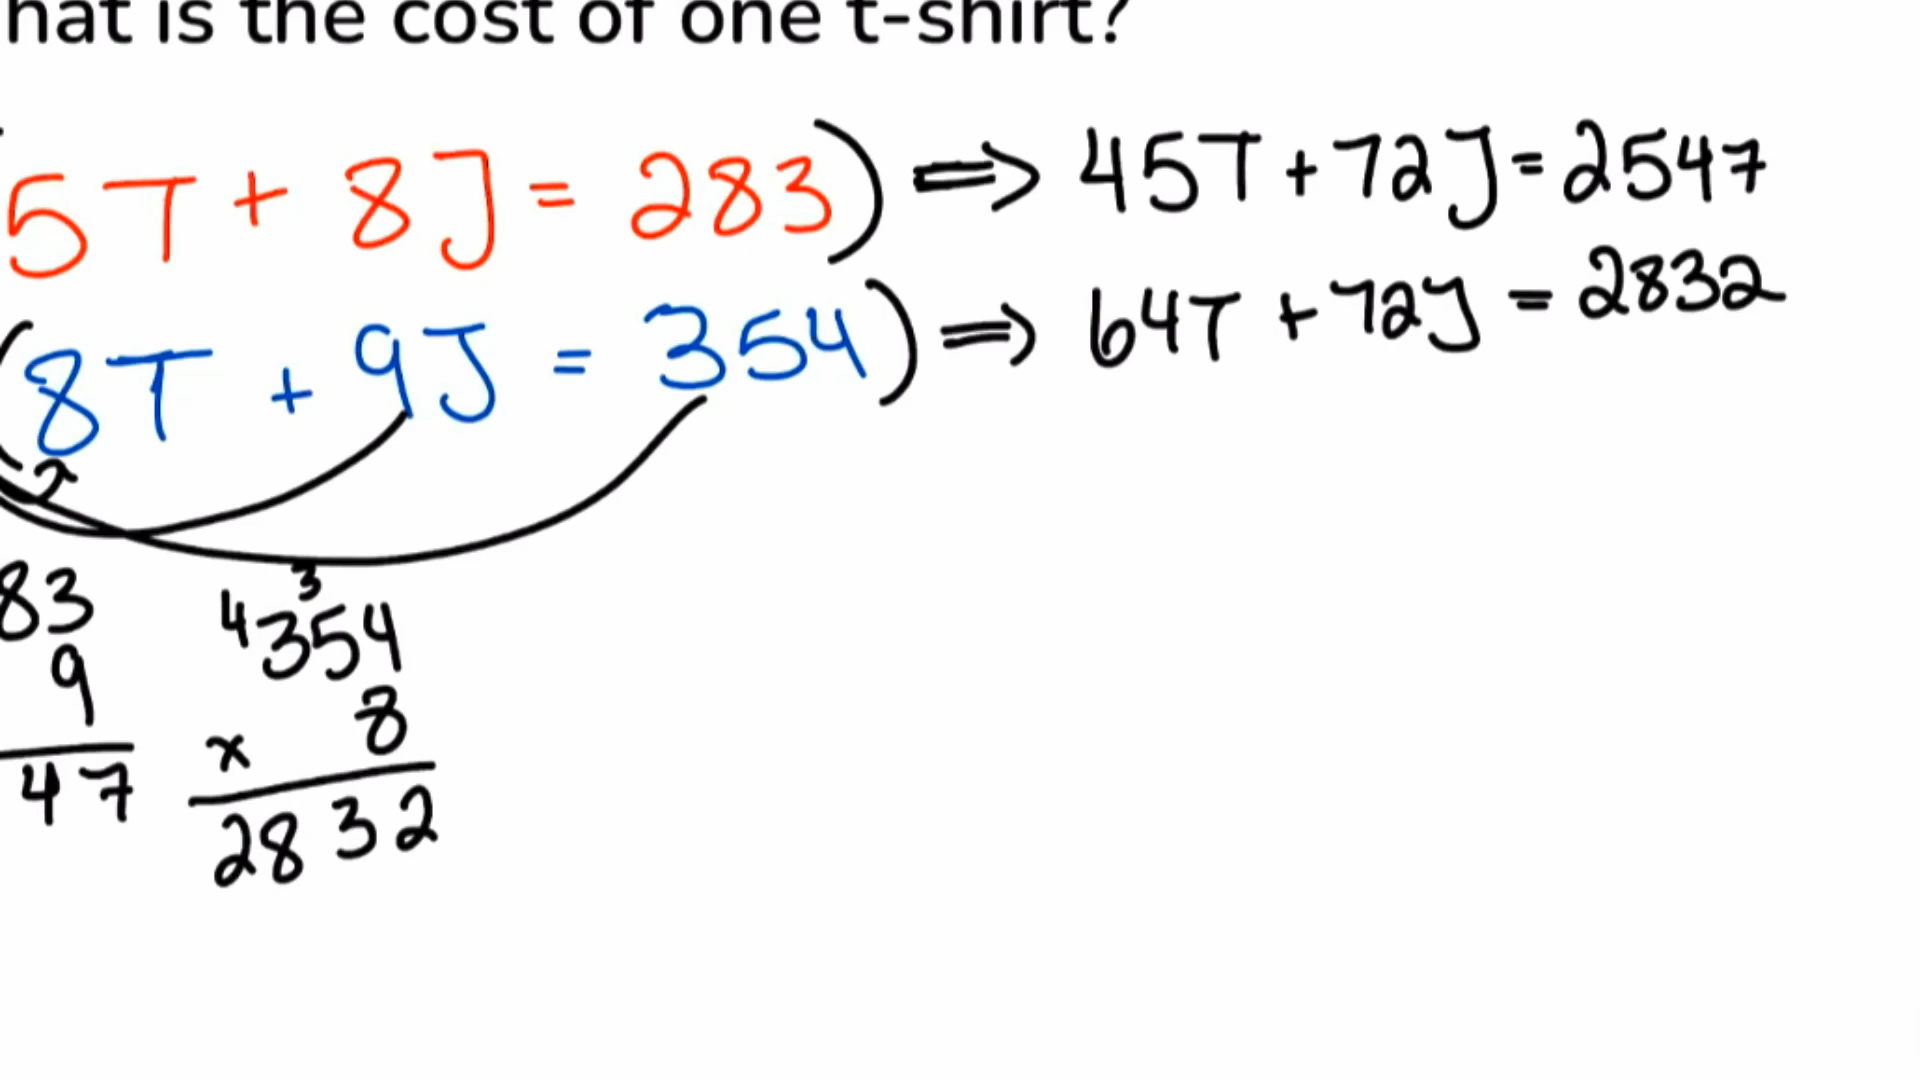 hat is the cost of one t-shirt?
5T + 8J = 283) ⇒ 45T + 72J = 2547
(8T + 9J = 354) ⇒ 64T + 72J = 2832
83
9
47
4 3
354
x 8
2832